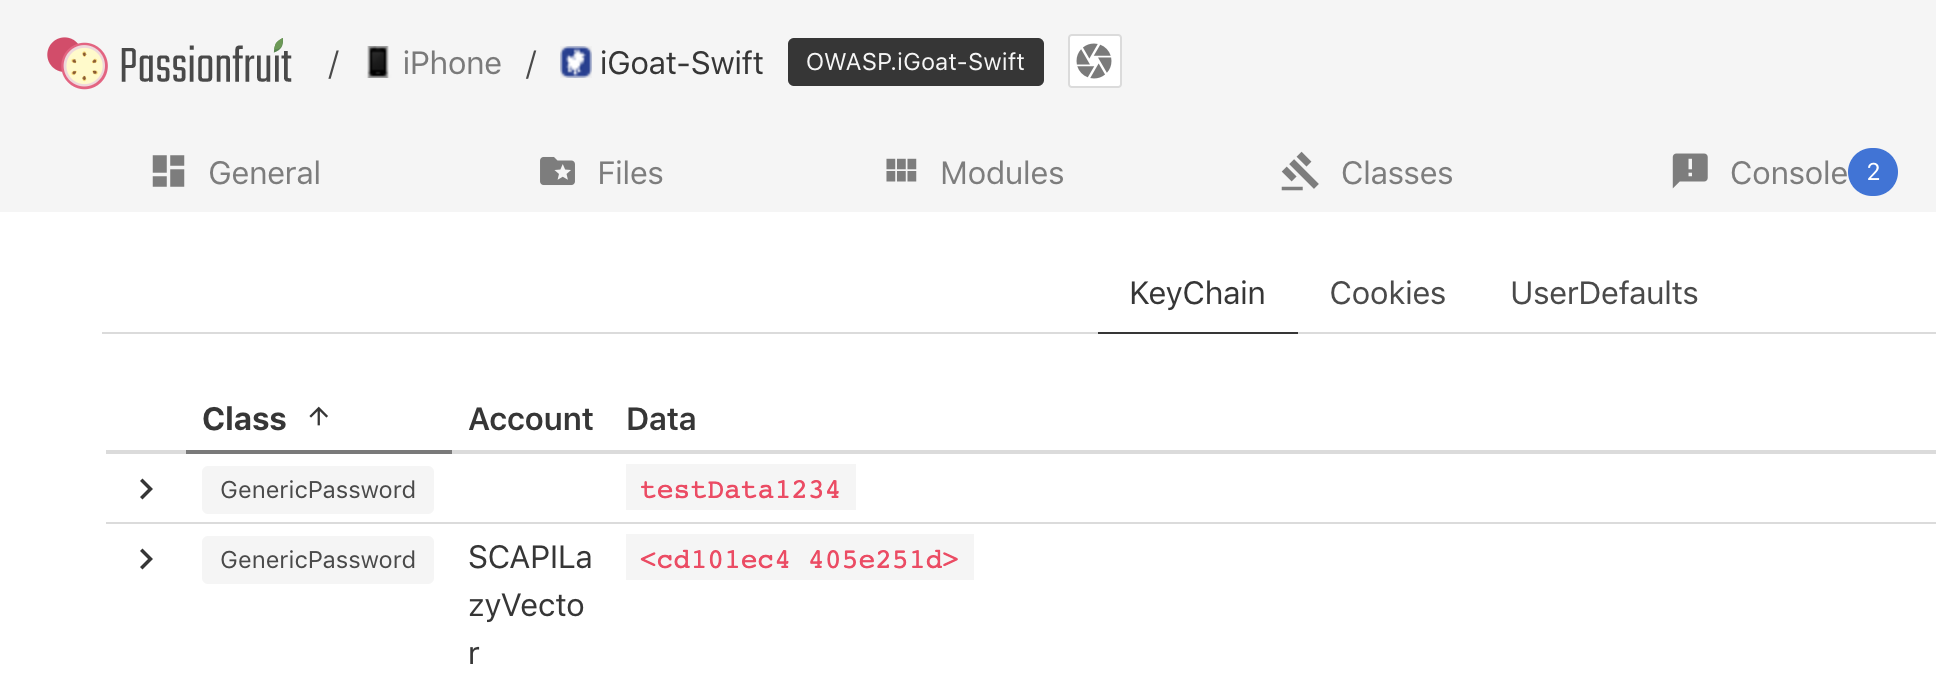 Passionfruit / iPhone / iGoat-Swift OWASP.iGoat-Swift
General Files Modules Classes Console 2
KeyChain Cookies UserDefaults
Class ↑ Account Data
GenericPassword testData1234
GenericPassword SCAPILa <cd101ec4 405e251d>
zyVecto
r